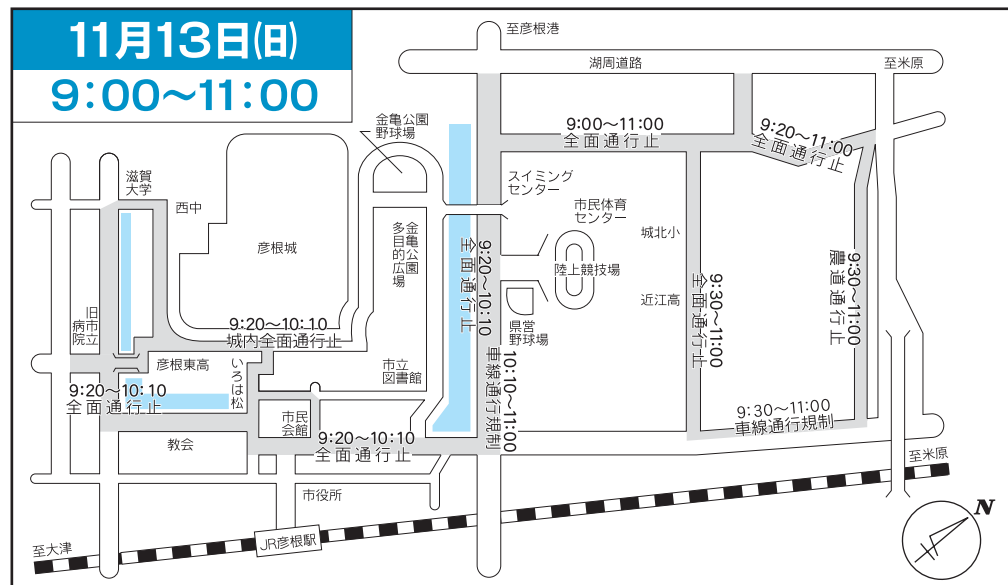 11月13日(日)
9：00〜11：00
至彦根港
湖周道路
至米原
金亀公園
野球場
9:00〜11:00
全面通行止
9:20〜11:00
全面通行止
滋賀
大学
西中
スイミング
センター
市民体育
センター
彦根城
金亀公園
多目的広場
城北小
陸上競技場
近江高
9:20〜10:10
全面通行止
9:30〜11:00
全面通行止
9:30〜11:00
農道通行止
旧市立
病院
9:20〜10:10
城内全面通行止
県営
野球場
彦根東高
いろは松
市立
図書館
10:10〜11:00
車線通行規制
9:20〜10:10
全面通行止
市民
会館
9:30〜11:00
車線通行規制
教会
9:20〜10:10
全面通行止
市役所
至米原
JR彦根駅
至大津
N